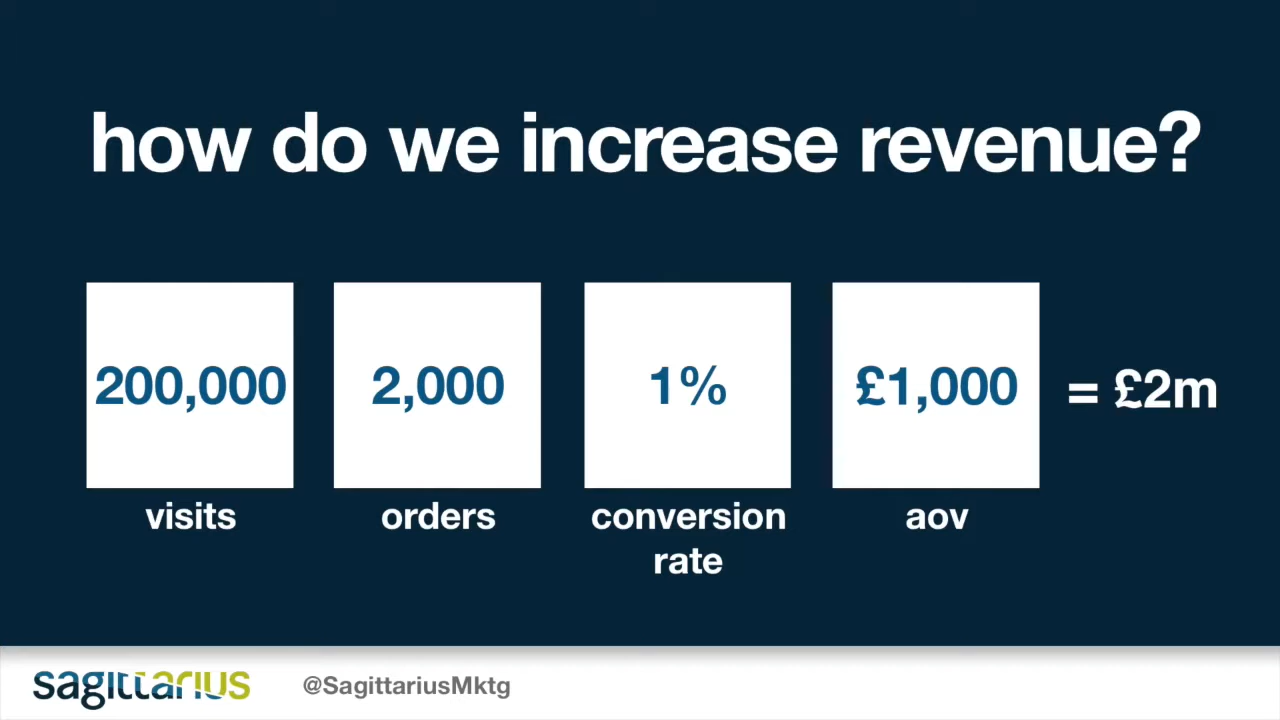 how do we increase revenue?
200,000 2,000 1% £1,000 = £2m
visits orders conversion aov
rate
sagittarius @SagittariusMktg